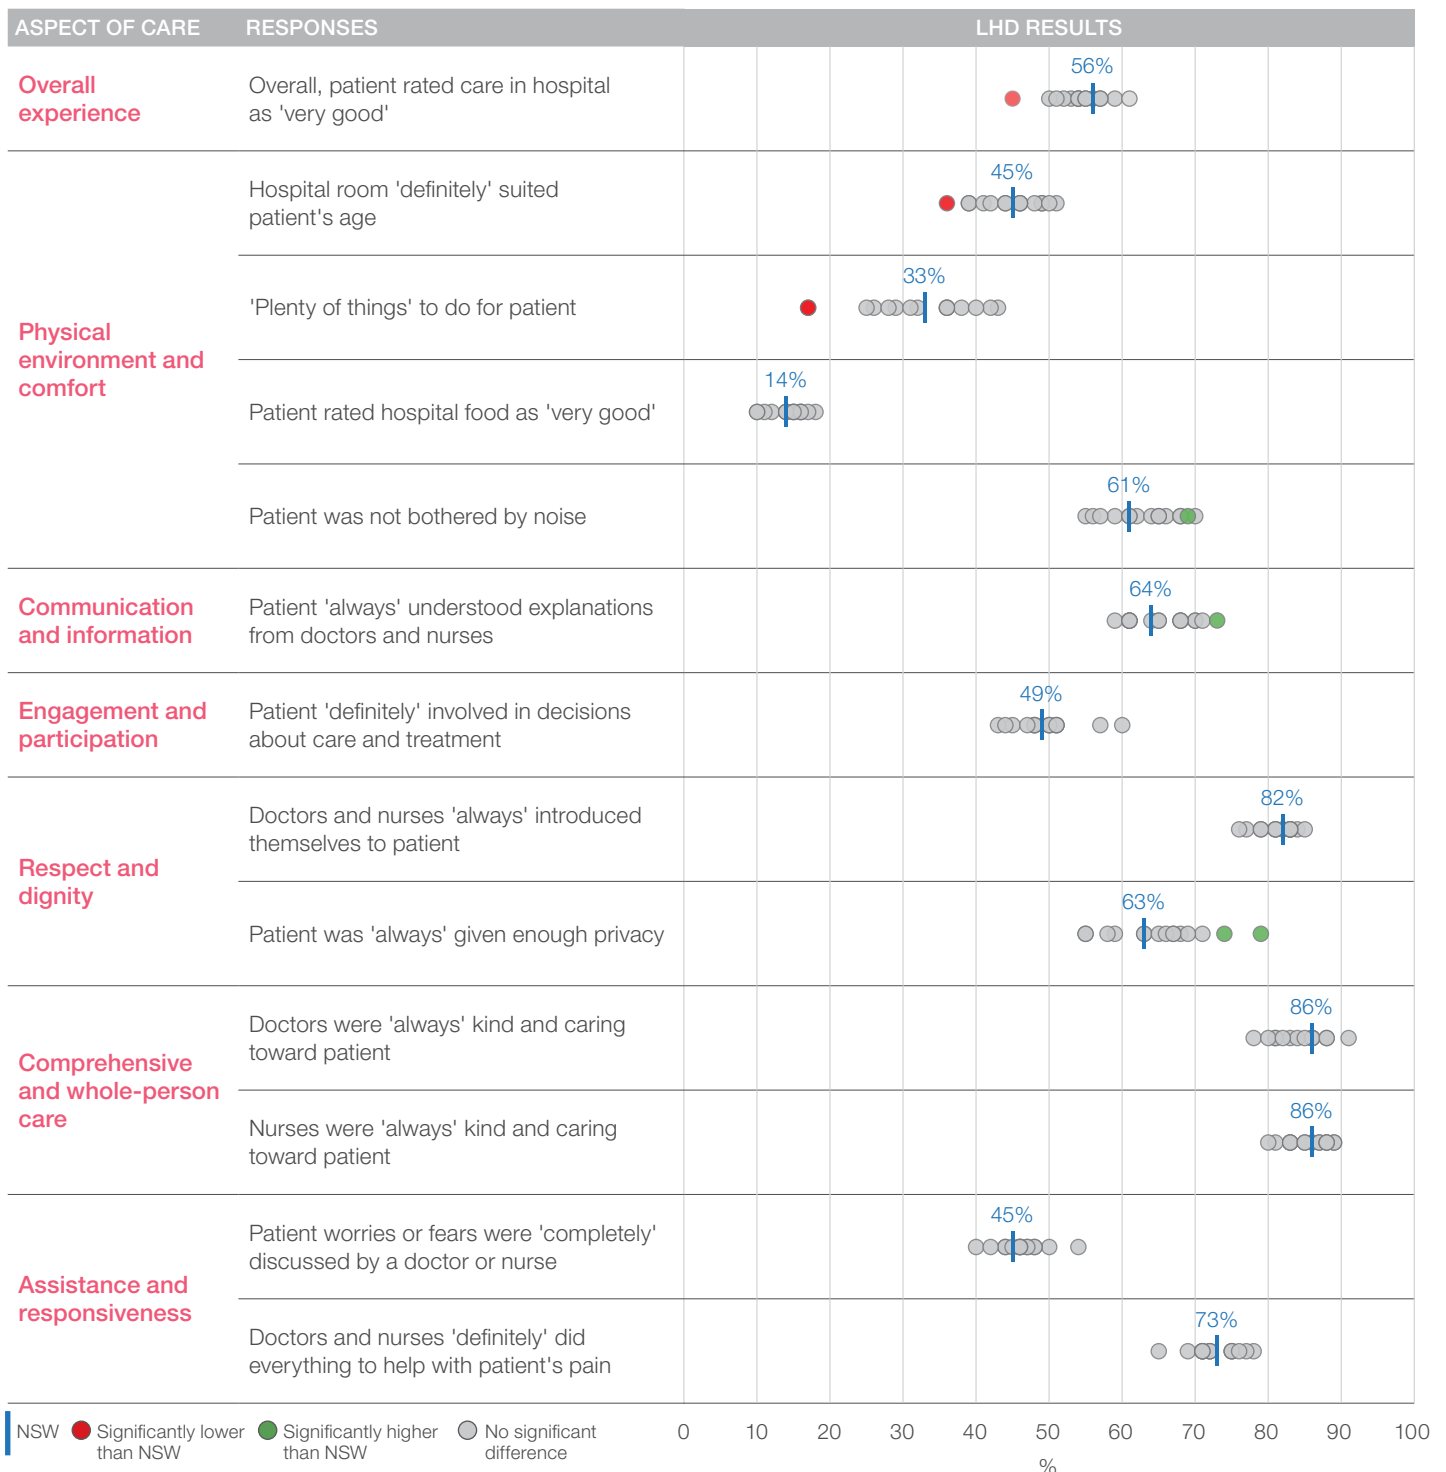 ASPECT OF CARE RESPONSES LHD RESULTS
Overall
experience
Overall, patient rated care in hospital
as 'very good'
56%
Physical
environment and
comfort
Hospital room 'definitely' suited
patient's age
45%
'Plenty of things' to do for patient
33%
Patient rated hospital food as 'very good'
14%
Patient was not bothered by noise
61%
Communication
and information
Patient 'always' understood explanations
from doctors and nurses
64%
Engagement and
participation
Patient 'definitely' involved in decisions
about care and treatment
49%
Respect and
dignity
Doctors and nurses 'always' introduced
themselves to patient
82%
Patient was 'always' given enough privacy
63%
Comprehensive
and whole-person
care
Doctors were 'always' kind and caring
toward patient
86%
Nurses were 'always' kind and caring
toward patient
86%
Assistance and
responsiveness
Patient worries or fears were 'completely'
discussed by a doctor or nurse
45%
Doctors and nurses 'definitely' did
everything to help with patient's pain
73%
NSW
Significantly lower
than NSW
Significantly higher
than NSW
No significant
difference
0 10 20 30 40 50 60 70 80 90 100
%